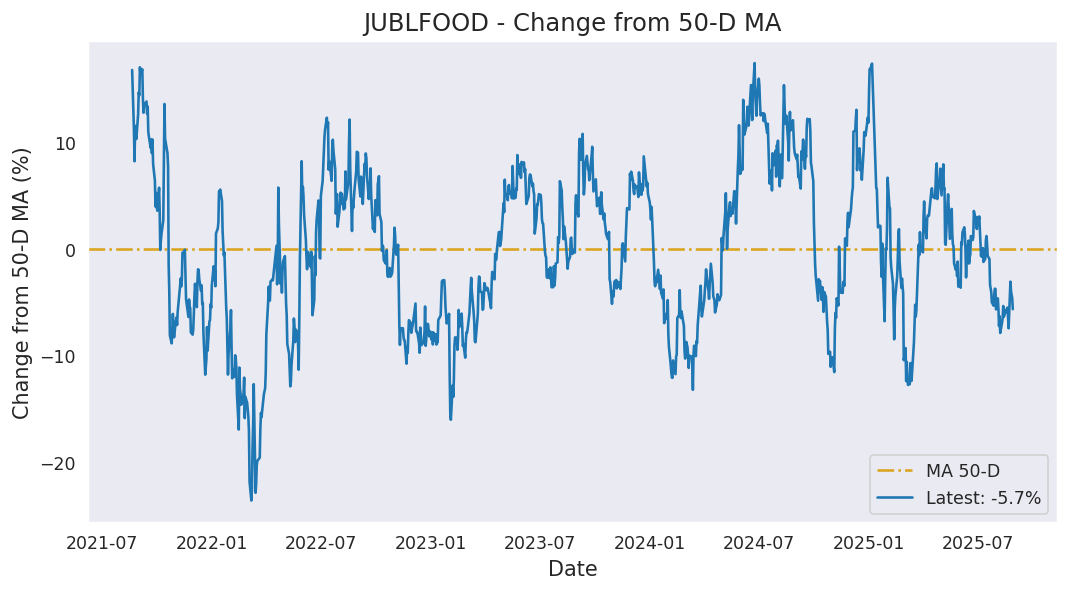 JUBLFOOD - Change from 50-D MA
Change from 50-D MA (%)
10
0
−10
−20
MA 50-D
Latest: -5.7%
2021-07 2022-01 2022-07 2023-01 2023-07 2024-01 2024-07 2025-01 2025-07
Date